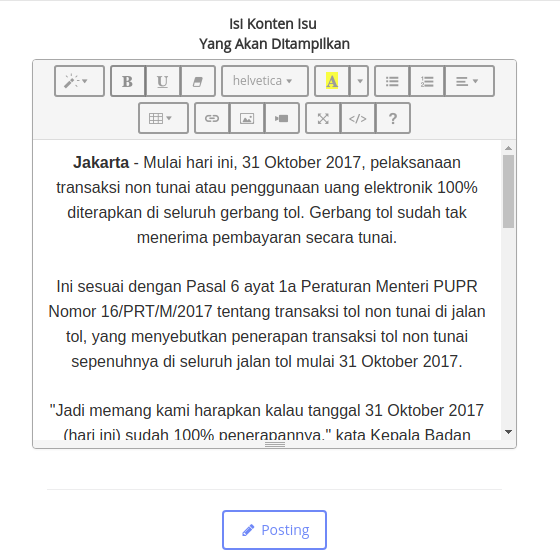 Isi Konten Isu
Yang Akan Ditampilkan
B U helvetica A </> ?
Jakarta - Mulai hari ini, 31 Oktober 2017, pelaksanaan
transaksi non tunai atau penggunaan uang elektronik 100%
diterapkan di seluruh gerbang tol. Gerbang tol sudah tak
menerima pembayaran secara tunai.
Ini sesuai dengan Pasal 6 ayat 1a Peraturan Menteri PUPR
Nomor 16/PRT/M/2017 tentang transaksi tol non tunai di jalan
tol, yang menyebutkan penerapan transaksi tol non tunai
sepenuhnya di seluruh jalan tol mulai 31 Oktober 2017.
"Jadi memang kami harapkan kalau tanggal 31 Oktober 2017
(hari ini) sudah 100% penerapannya," kata Kepala Badan
Posting